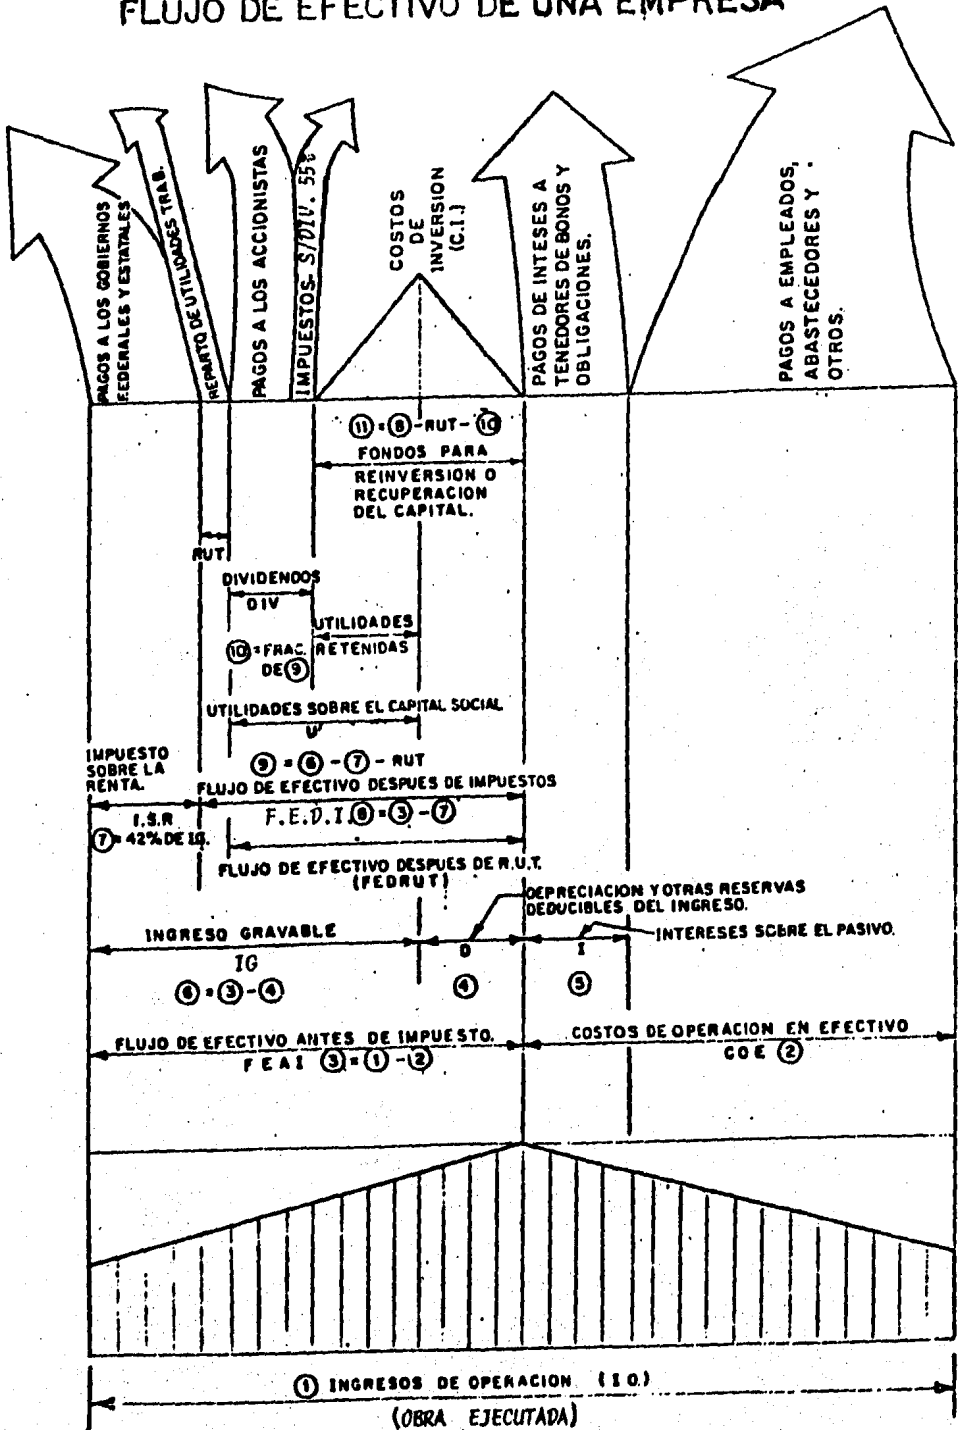 FLUJO DE EFECTIVO DE UNA EMPRESA
PAGOS A LOS GOBIERNOS
FEDERALES Y ESTATALES
REPARTO DE UTILIDADES TRAB.
PAGOS A LOS ACCIONISTAS
IMPUESTOS S/DIV. 55%
COSTOS
DE
INVERSION
(C.I.)
PAGOS DE INTESES A
TENEDORES DE BONOS Y
OBLIGACIONES.
PAGOS A EMPLEADOS,
ABASTECEDORES Y
OTROS.
⑪=⑧-RUT-⑩
FONDOS PARA
REINVERSION O
RECUPERACION
DEL CAPITAL.
RUT
DIVIDENDOS
DIV
UTILIDADES
RETENIDAS
⑩=FRAC.
DE⑨
UTILIDADES SOBRE EL CAPITAL SOCIAL
U'
⑨=⑥-⑦-RUT
IMPUESTO
SOBRE LA
RENTA.
I.S.R
⑦=42% DE IG.
FLUJO DE EFECTIVO DESPUES DE IMPUESTOS
F.E.D.I.⑧=③-⑦
FLUJO DE EFECTIVO DESPUES DE R.U.T.
(FEDRUT)
DEPRECIACION Y OTRAS RESERVAS
DEDUCIBLES DEL INGRESO.
INGRESO GRAVABLE
IG
⑥=③-④
D
④
I
⑤
INTERESES SOBRE EL PASIVO.
FLUJO DE EFECTIVO ANTES DE IMPUESTO.
FEAI ③=①-②
COSTOS DE OPERACION EN EFECTIVO
COE ②
① INGRESOS DE OPERACION (IO.)
(OBRA EJECUTADA)